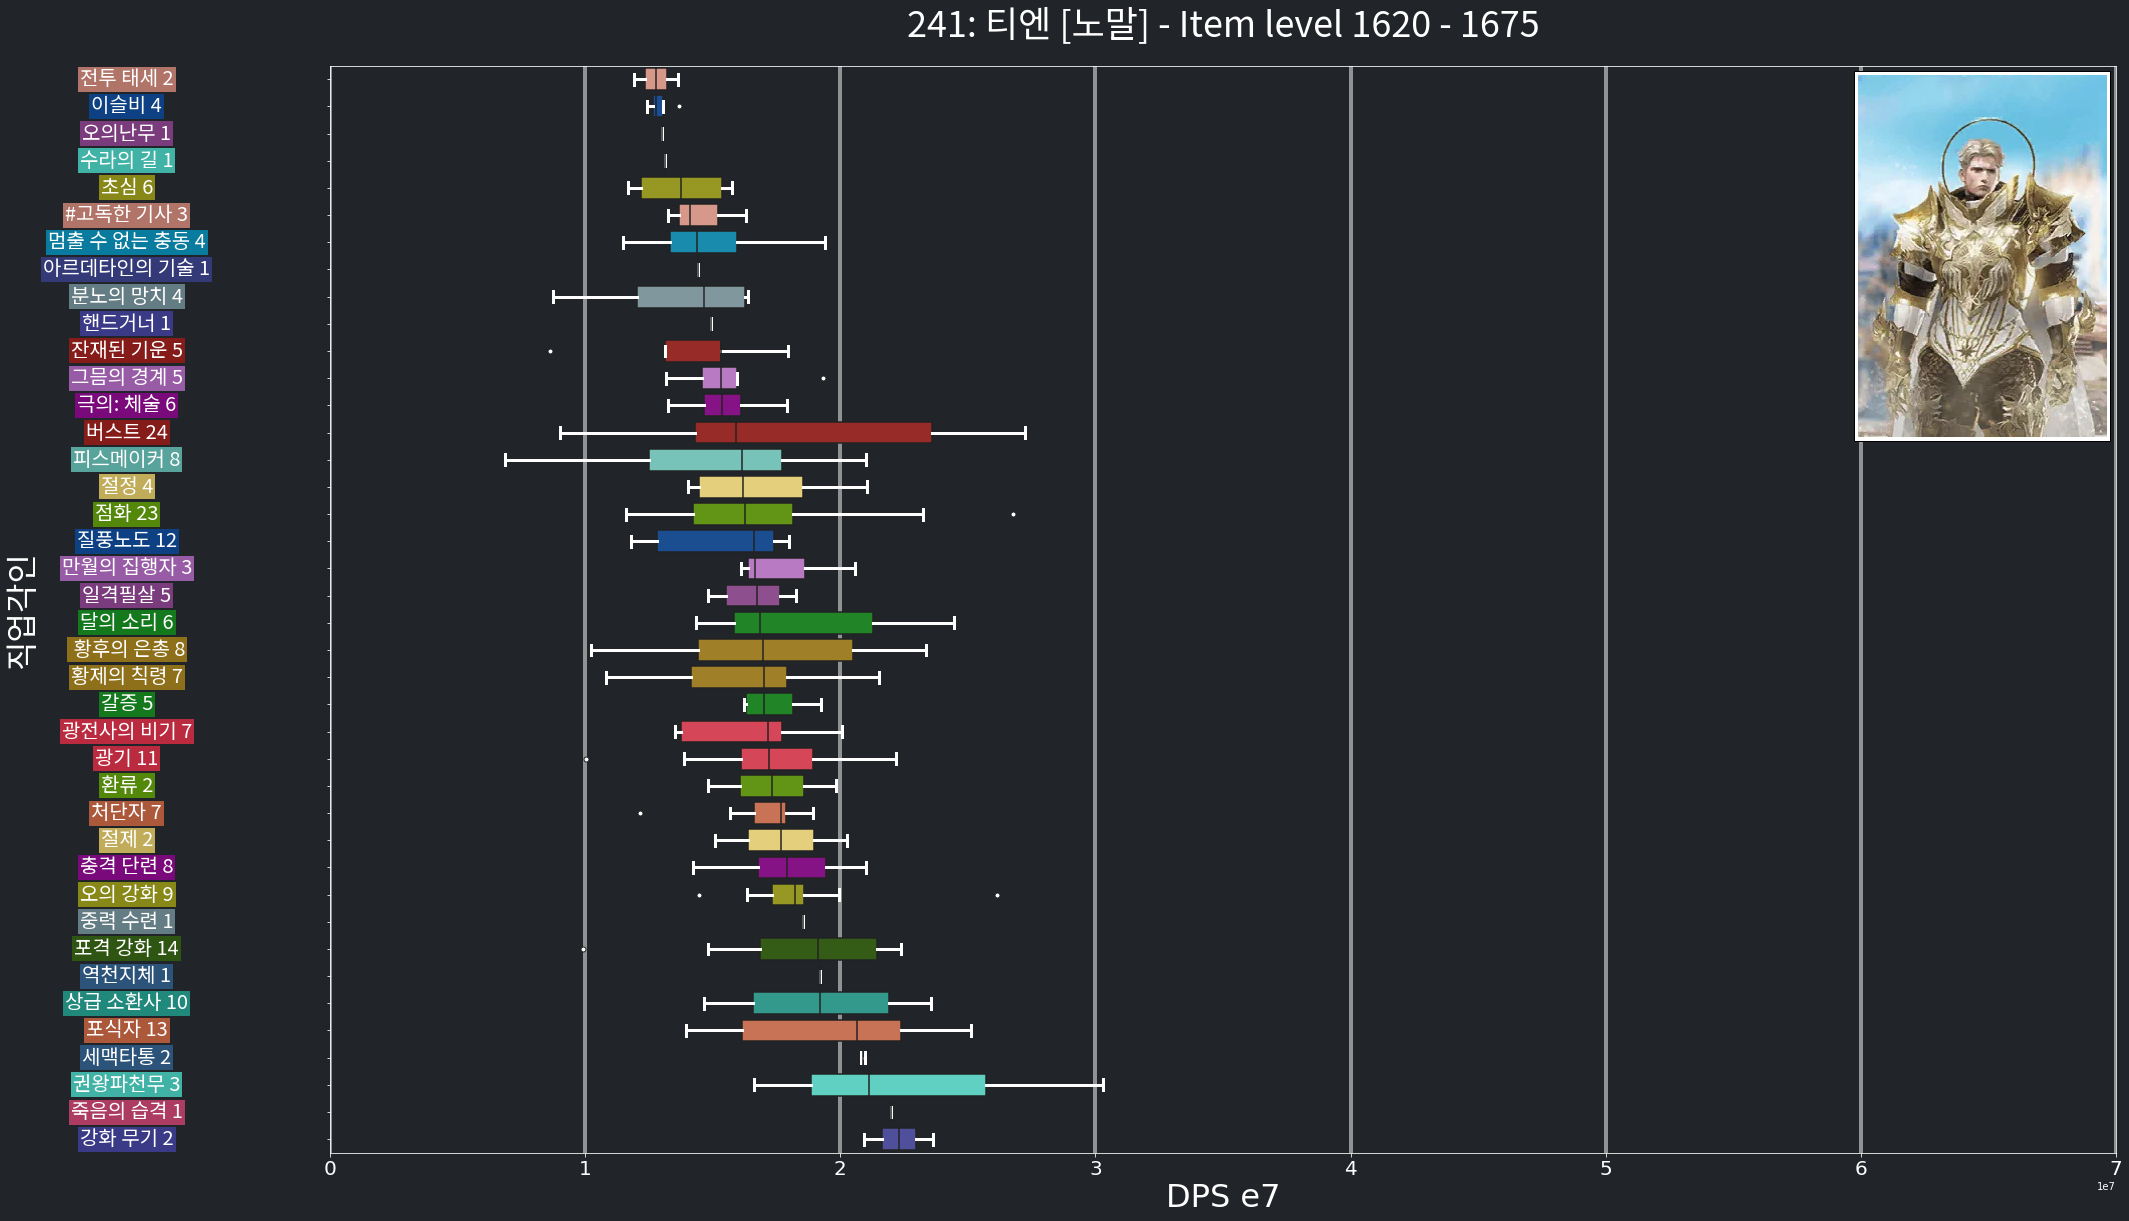 241: 티엔 [노말] - Item level 1620 - 1675
직업각인
전투 태세 2
이슬비 4
오의난무 1
수라의 길 1
초심 6
#고독한 기사 3
멈출 수 없는 충동 4
아르데타인의 기술 1
분노의 망치 4
핸드거너 1
잔재된 기운 5
그믐의 경계 5
극의: 체술 6
버스트 24
피스메이커 8
절정 4
점화 23
질풍노도 12
만월의 집행자 3
일격필살 5
달의 소리 6
황후의 은총 8
황제의 칙령 7
갈증 5
광전사의 비기 7
광기 11
환류 2
처단자 7
절제 2
충격 단련 8
오의 강화 9
중력 수련 1
포격 강화 14
역천지체 1
상급 소환사 10
포식자 13
세맥타통 2
권왕파천무 3
죽음의 습격 1
강화 무기 2
0 1 2 3 4 5 6 7
1e7
DPS e7